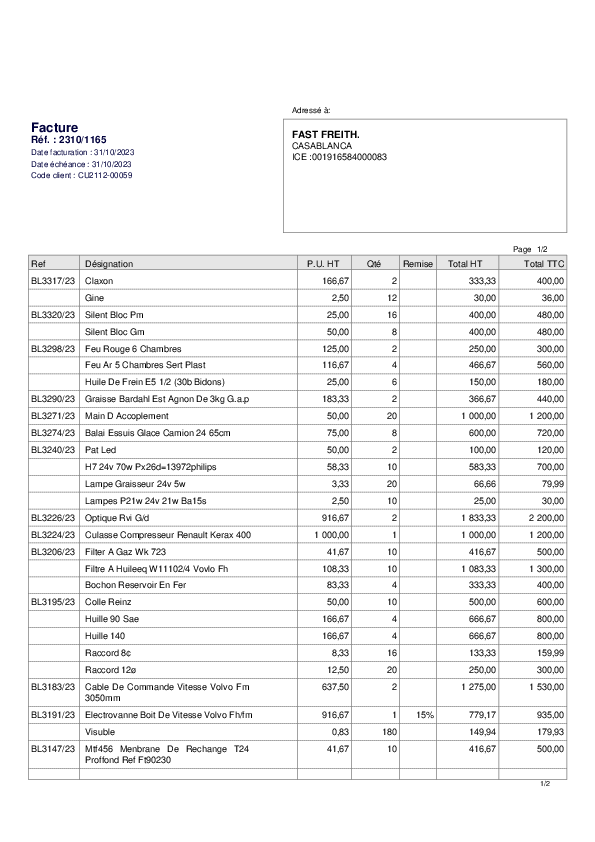 Adressé à:
Facture
Réf. : 2310/1165
Date facturation : 31/10/2023
Date échéance : 31/10/2023
Code client : CU2112-00059
FAST FREITH.
CASABLANCA
ICE :001916584000083
Page 1/2
Ref Désignation P.U. HT Qté Remise Total HT Total TTC
BL3317/23 Claxon 166,67 2 333,33 400,00
Gine 2,50 12 30,00 36,00
BL3320/23 Silent Bloc Pm 25,00 16 400,00 480,00
Silent Bloc Gm 50,00 8 400,00 480,00
BL3298/23 Feu Rouge 6 Chambres 125,00 2 250,00 300,00
Feu Ar 5 Chambres Sert Plast 116,67 4 466,67 560,00
Huile De Frein E5 1/2 (30b Bidons) 25,00 6 150,00 180,00
BL3290/23 Graisse Bardahl Est Agnon De 3kg G.a.p 183,33 2 366,67 440,00
BL3271/23 Main D Accoplement 50,00 20 1 000,00 1 200,00
BL3274/23 Balai Essuis Glace Camion 24 65cm 75,00 8 600,00 720,00
BL3240/23 Pat Led 50,00 2 100,00 120,00
H7 24v 70w Px26d=13972philips 58,33 10 583,33 700,00
Lampe Graisseur 24v 5w 3,33 20 66,66 79,99
Lampes P21w 24v 21w Ba15s 2,50 10 25,00 30,00
BL3226/23 Optique Rvi G/d 916,67 2 1 833,33 2 200,00
BL3224/23 Culasse Compresseur Renault Kerax 400 1 000,00 1 1 000,00 1 200,00
BL3206/23 Filter A Gaz Wk 723 41,67 10 416,67 500,00
Filtre A Huileeq W11102/4 Vovlo Fh 108,33 10 1 083,33 1 300,00
Bochon Reservoir En Fer 83,33 4 333,33 400,00
BL3195/23 Colle Reinz 50,00 10 500,00 600,00
Huille 90 Sae 166,67 4 666,67 800,00
Huille 140 166,67 4 666,67 800,00
Raccord 8¢ 8,33 16 133,33 159,99
Raccord 12ø 12,50 20 250,00 300,00
BL3183/23 Cable De Commande Vitesse Volvo Fm 637,50 2 1 275,00 1 530,00
3050mm
BL3191/23 Electrovanne Boit De Vitesse Volvo Fh/fm 916,67 1 15% 779,17 935,00
Visuble 0,83 180 149,94 179,93
BL3147/23 Mtf456 Menbrane De Rechange T24 41,67 10 416,67 500,00
Proffond Ref Ft90230
1/2